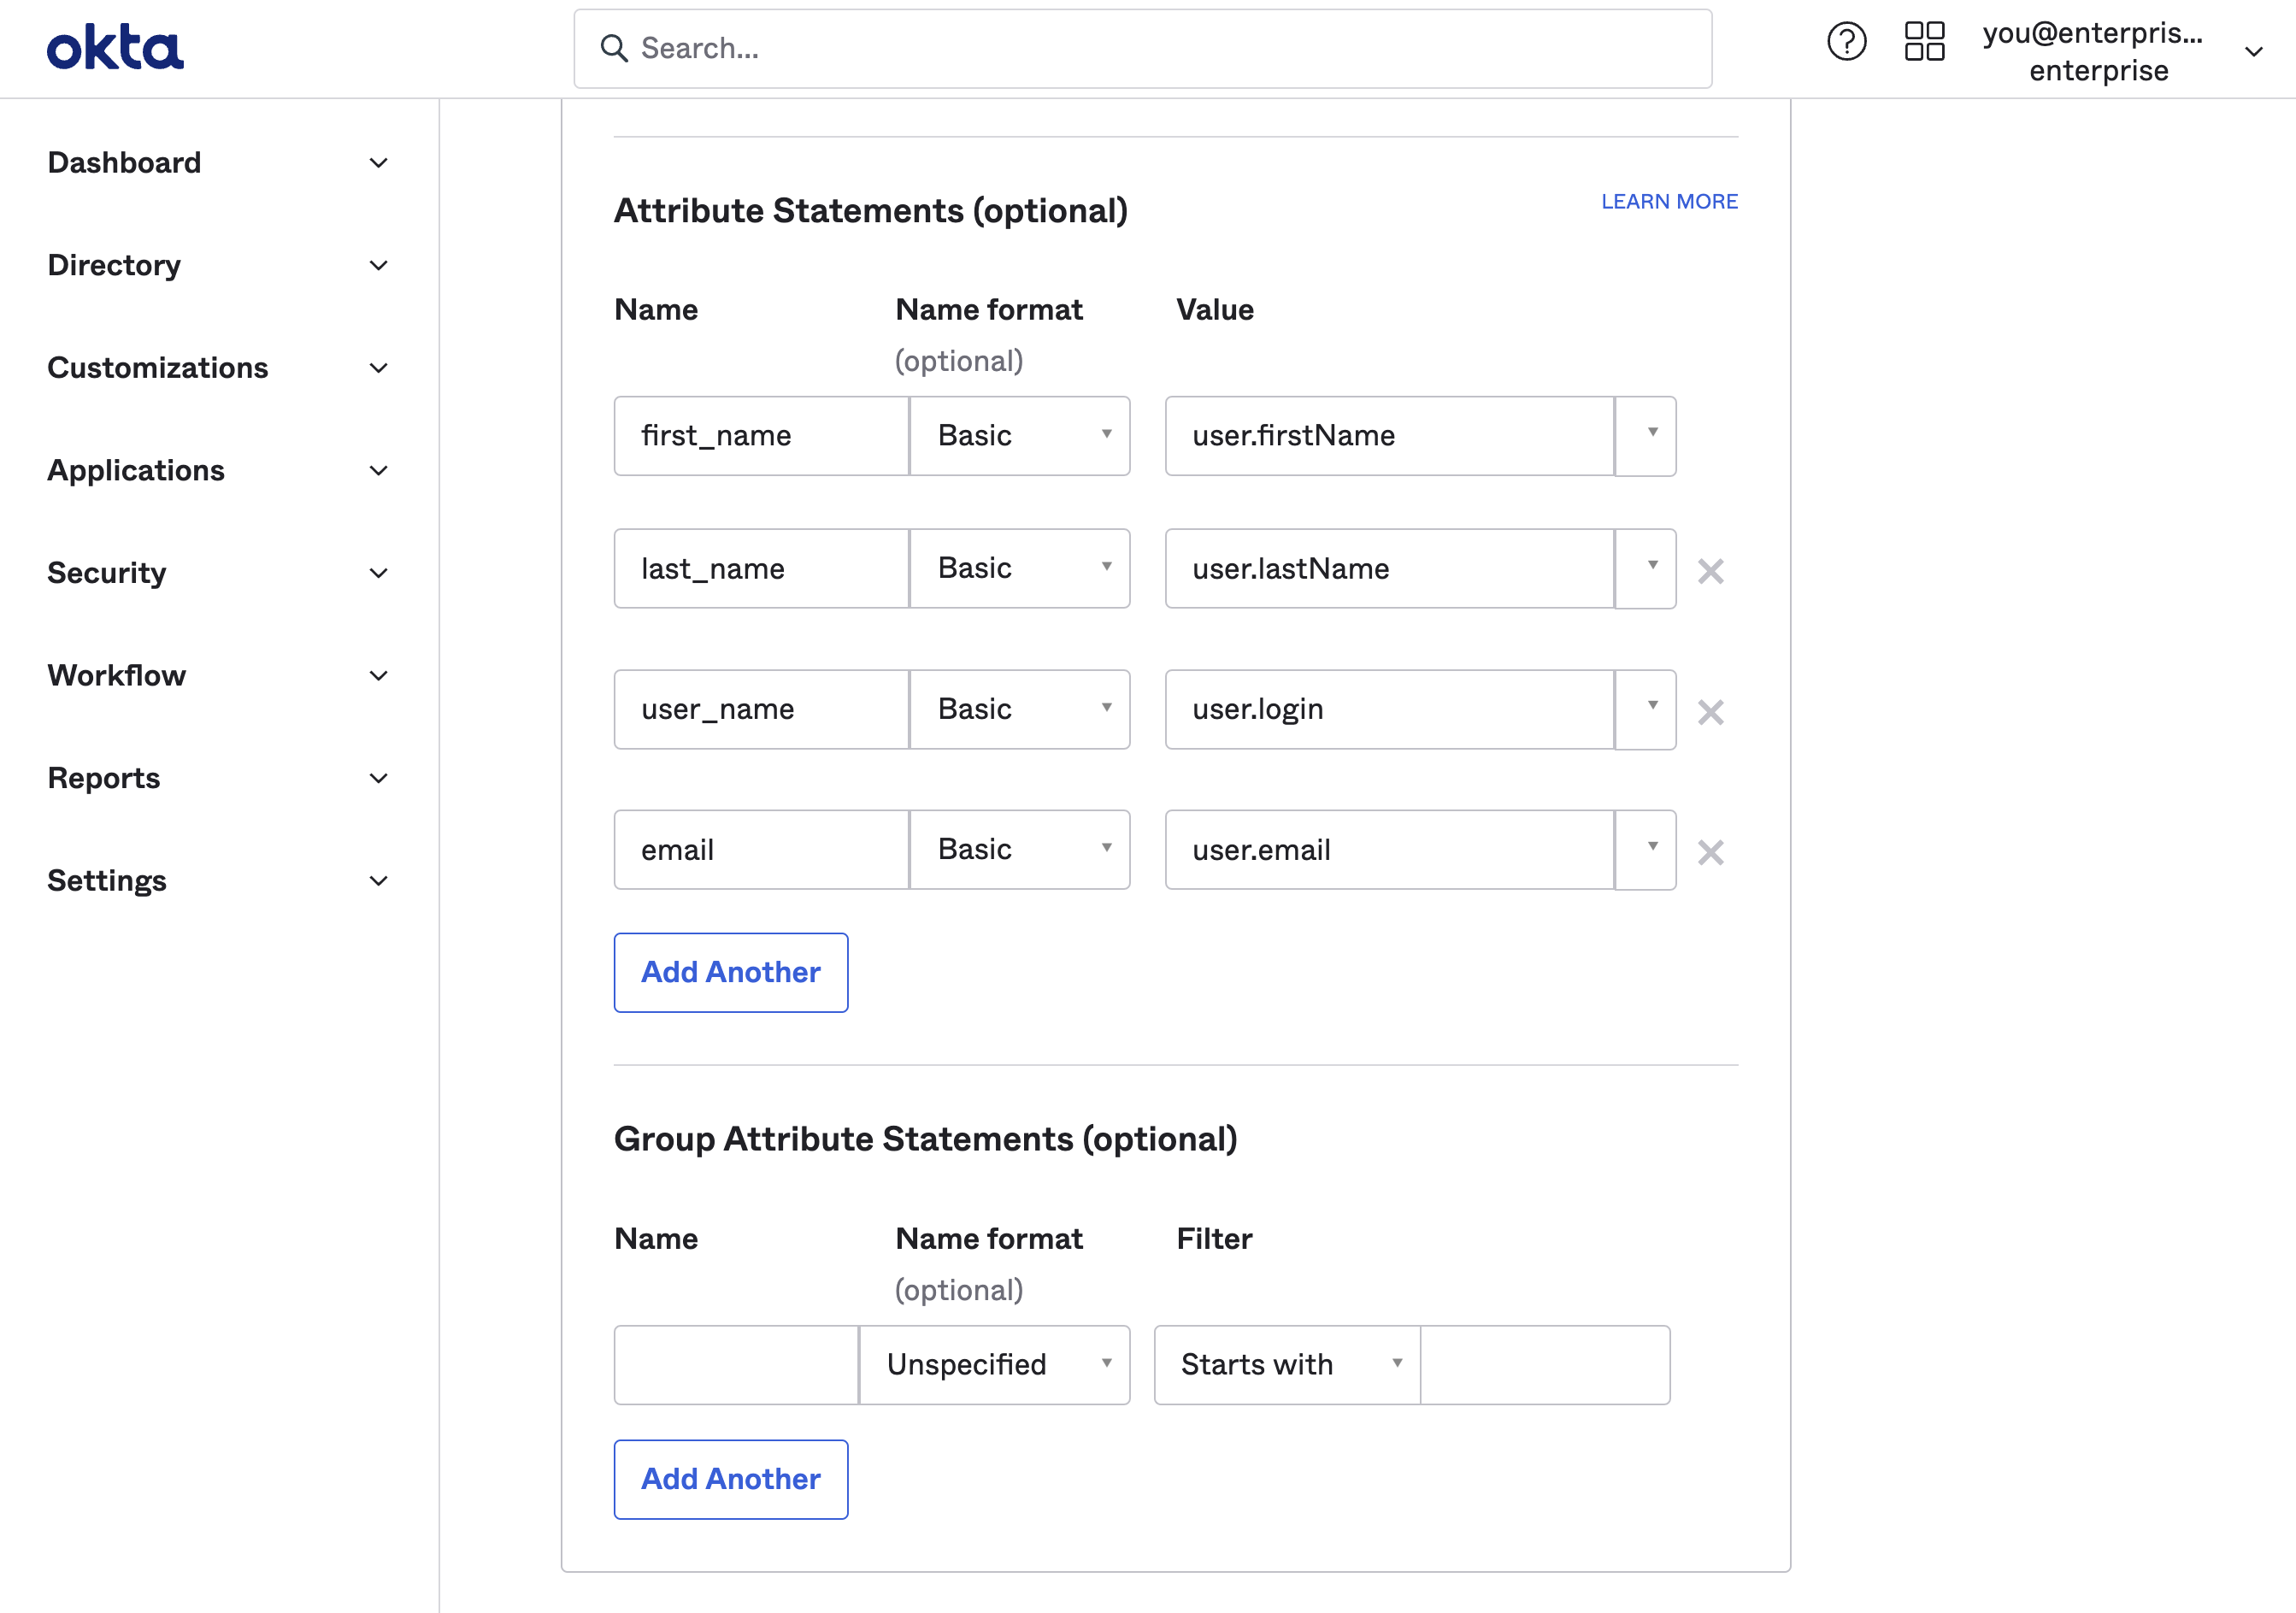 okta
Search...
you@enterpris...
enterprise
Dashboard
Directory
Customizations
Applications
Security
Workflow
Reports
Settings
Attribute Statements (optional)
LEARN MORE
Name Name format Value
(optional)
first_name Basic user.firstName
last_name Basic user.lastName
user_name Basic user.login
email Basic user.email
Add Another
Group Attribute Statements (optional)
Name Name format Filter
(optional)
Unspecified Starts with
Add Another